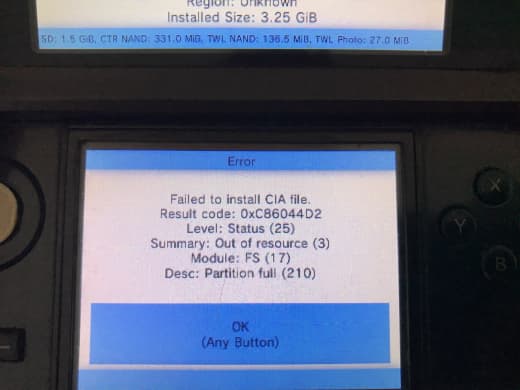 Region: Unknown
Installed Size: 3.25 GiB
SD: 1.5 GiB, CTR NAND: 331.0 MiB, TWL NAND: 136.5 MiB, TWL Photo: 27.0 MiB
Error
Failed to install CIA file.
Result code: 0xC86044D2
Level: Status (25)
Summary: Out of resource (3)
Module: FS (17)
Desc: Partition full (210)
OK
(Any Button)
X
Y
B